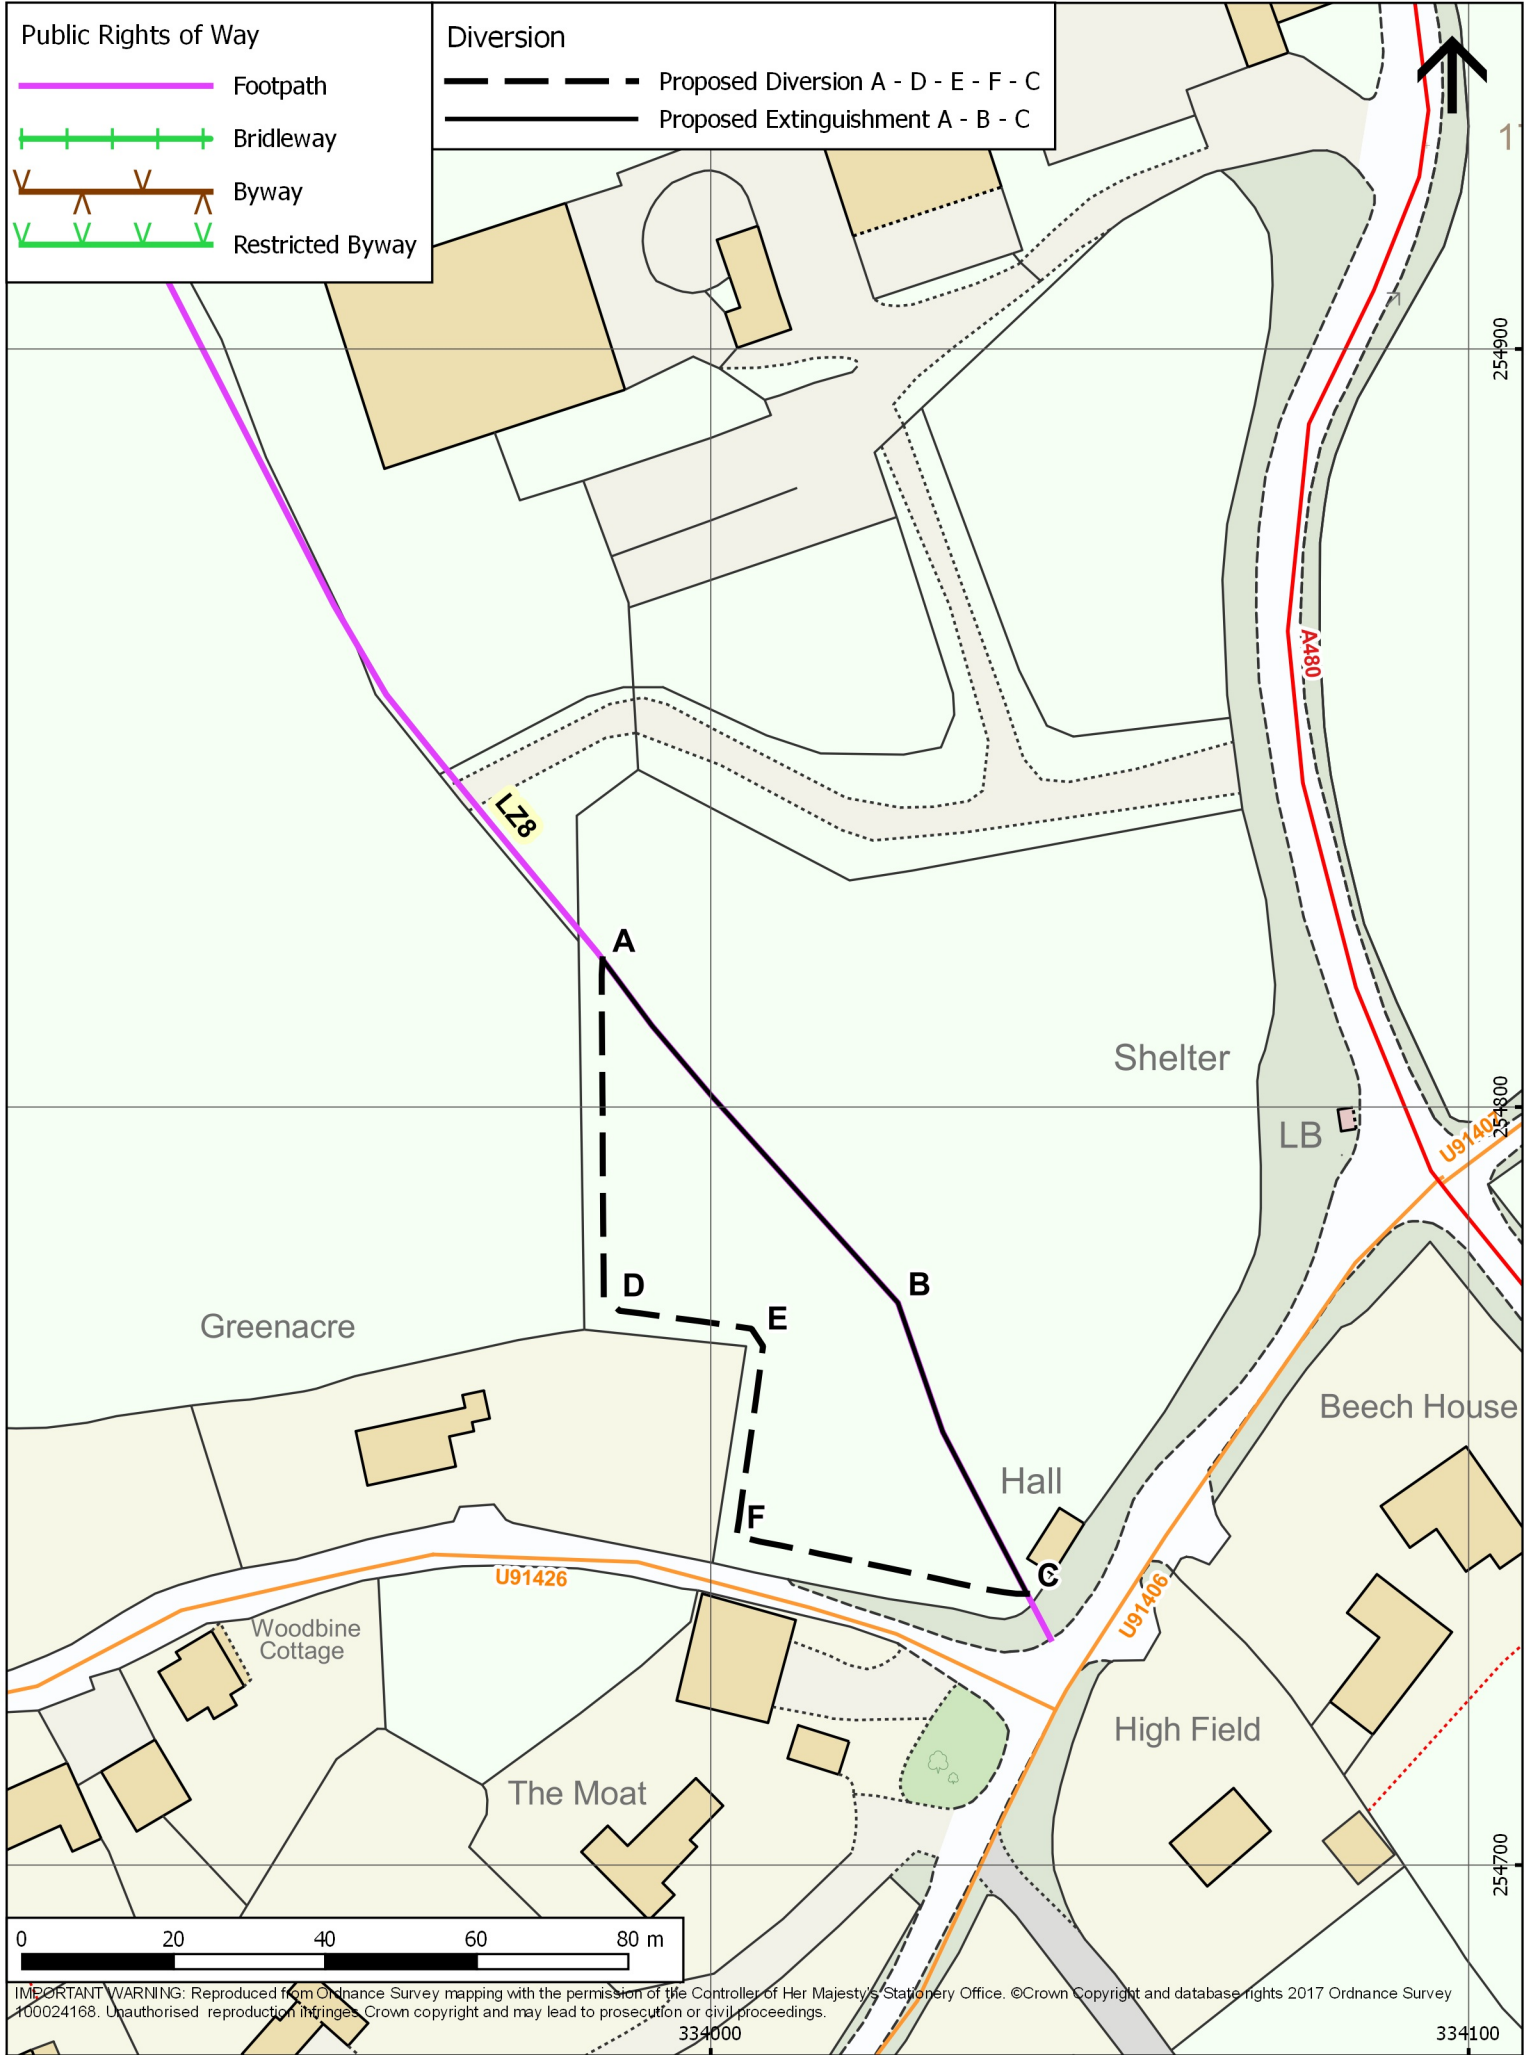 Public Rights of Way
Footpath
Bridleway
Byway
Restricted Byway
Diversion
Proposed Diversion A - D - E - F - C
Proposed Extinguishment A - B - C
254900
A480
LZ8
A
Shelter
254800
LB
U91407
B
D
E
Greenacre
Beech House
Hall
F
C
U91426
U91406
Woodbine
Cottage
High Field
The Moat
254700
0 20 40 60 80 m
IMPORTANT WARNING: Reproduced from Ordnance Survey mapping with the permission of the Controller of Her Majesty's Stationery Office. ©Crown Copyright and database rights 2017 Ordnance Survey
100024168. Unauthorised reproduction infringes Crown copyright and may lead to prosecution or civil proceedings.
334000
334100